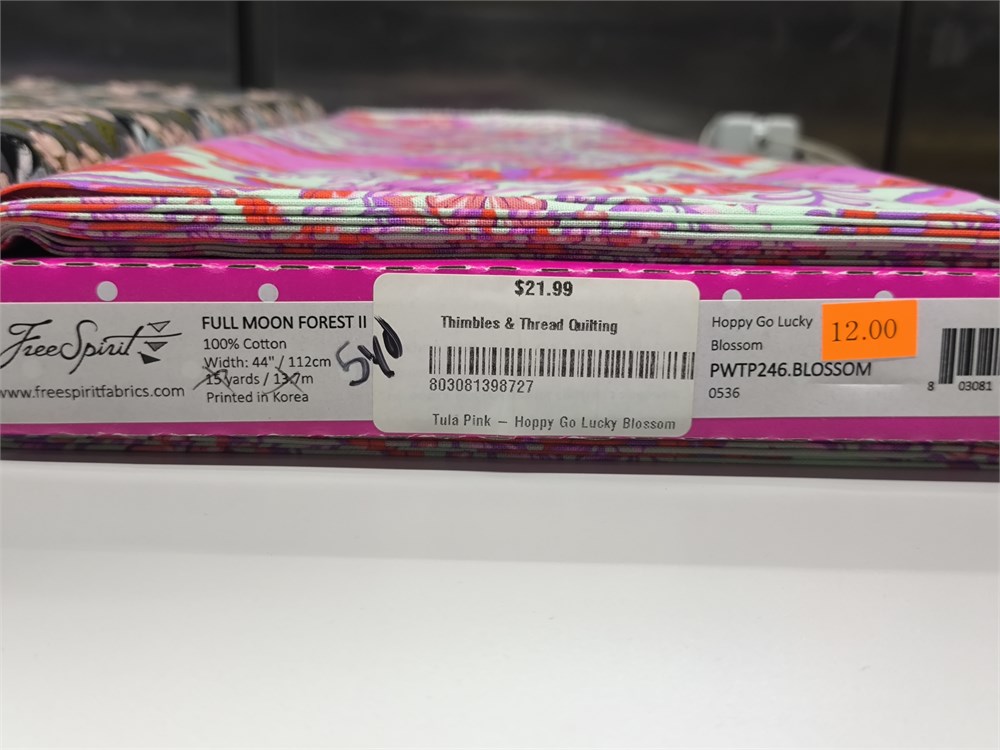 FreeSpirit
www.freespiritfabrics.com
FULL MOON FOREST II
100% Cotton
Width: 44" / 112cm
15 yards / 13.7m
Printed in Korea
5yd
$21.99
Thimbles & Thread Quilting
803081398727
Tula Pink – Hoppy Go Lucky Blossom
Hoppy Go Lucky
Blossom
PWTP246.BLOSSOM
0536
12.00
8 03081